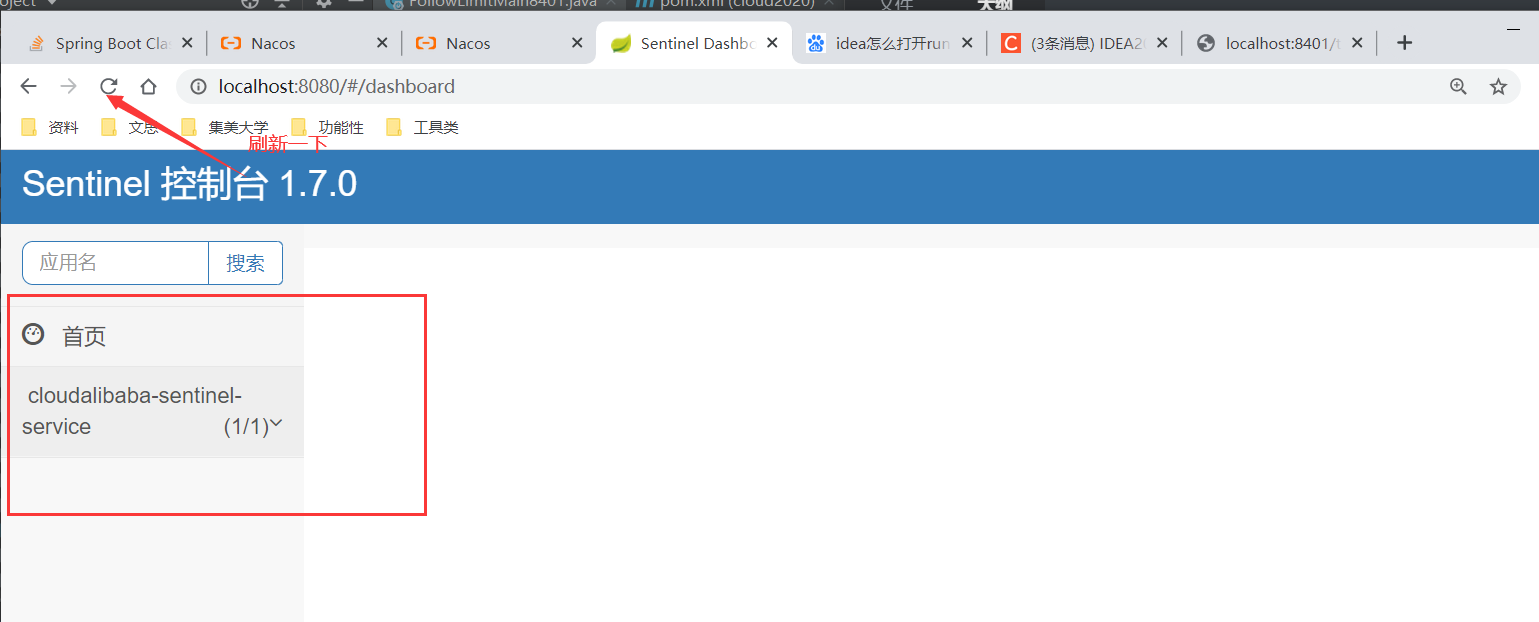 oject
FollowLimitMain8401.java
pom.xml (cloud2020)
文件
大纲
Spring Boot Cla
Nacos
Nacos
Sentinel Dashbo
idea怎么打开run
(3条消息) IDEA2
localhost:8401/t
localhost:8080/#/dashboard
资料
文思
集美大学
功能性
工具类
刷新一下
Sentinel 控制台 1.7.0
应用名
搜索
首页
cloudalibaba-sentinel-
service (1/1)